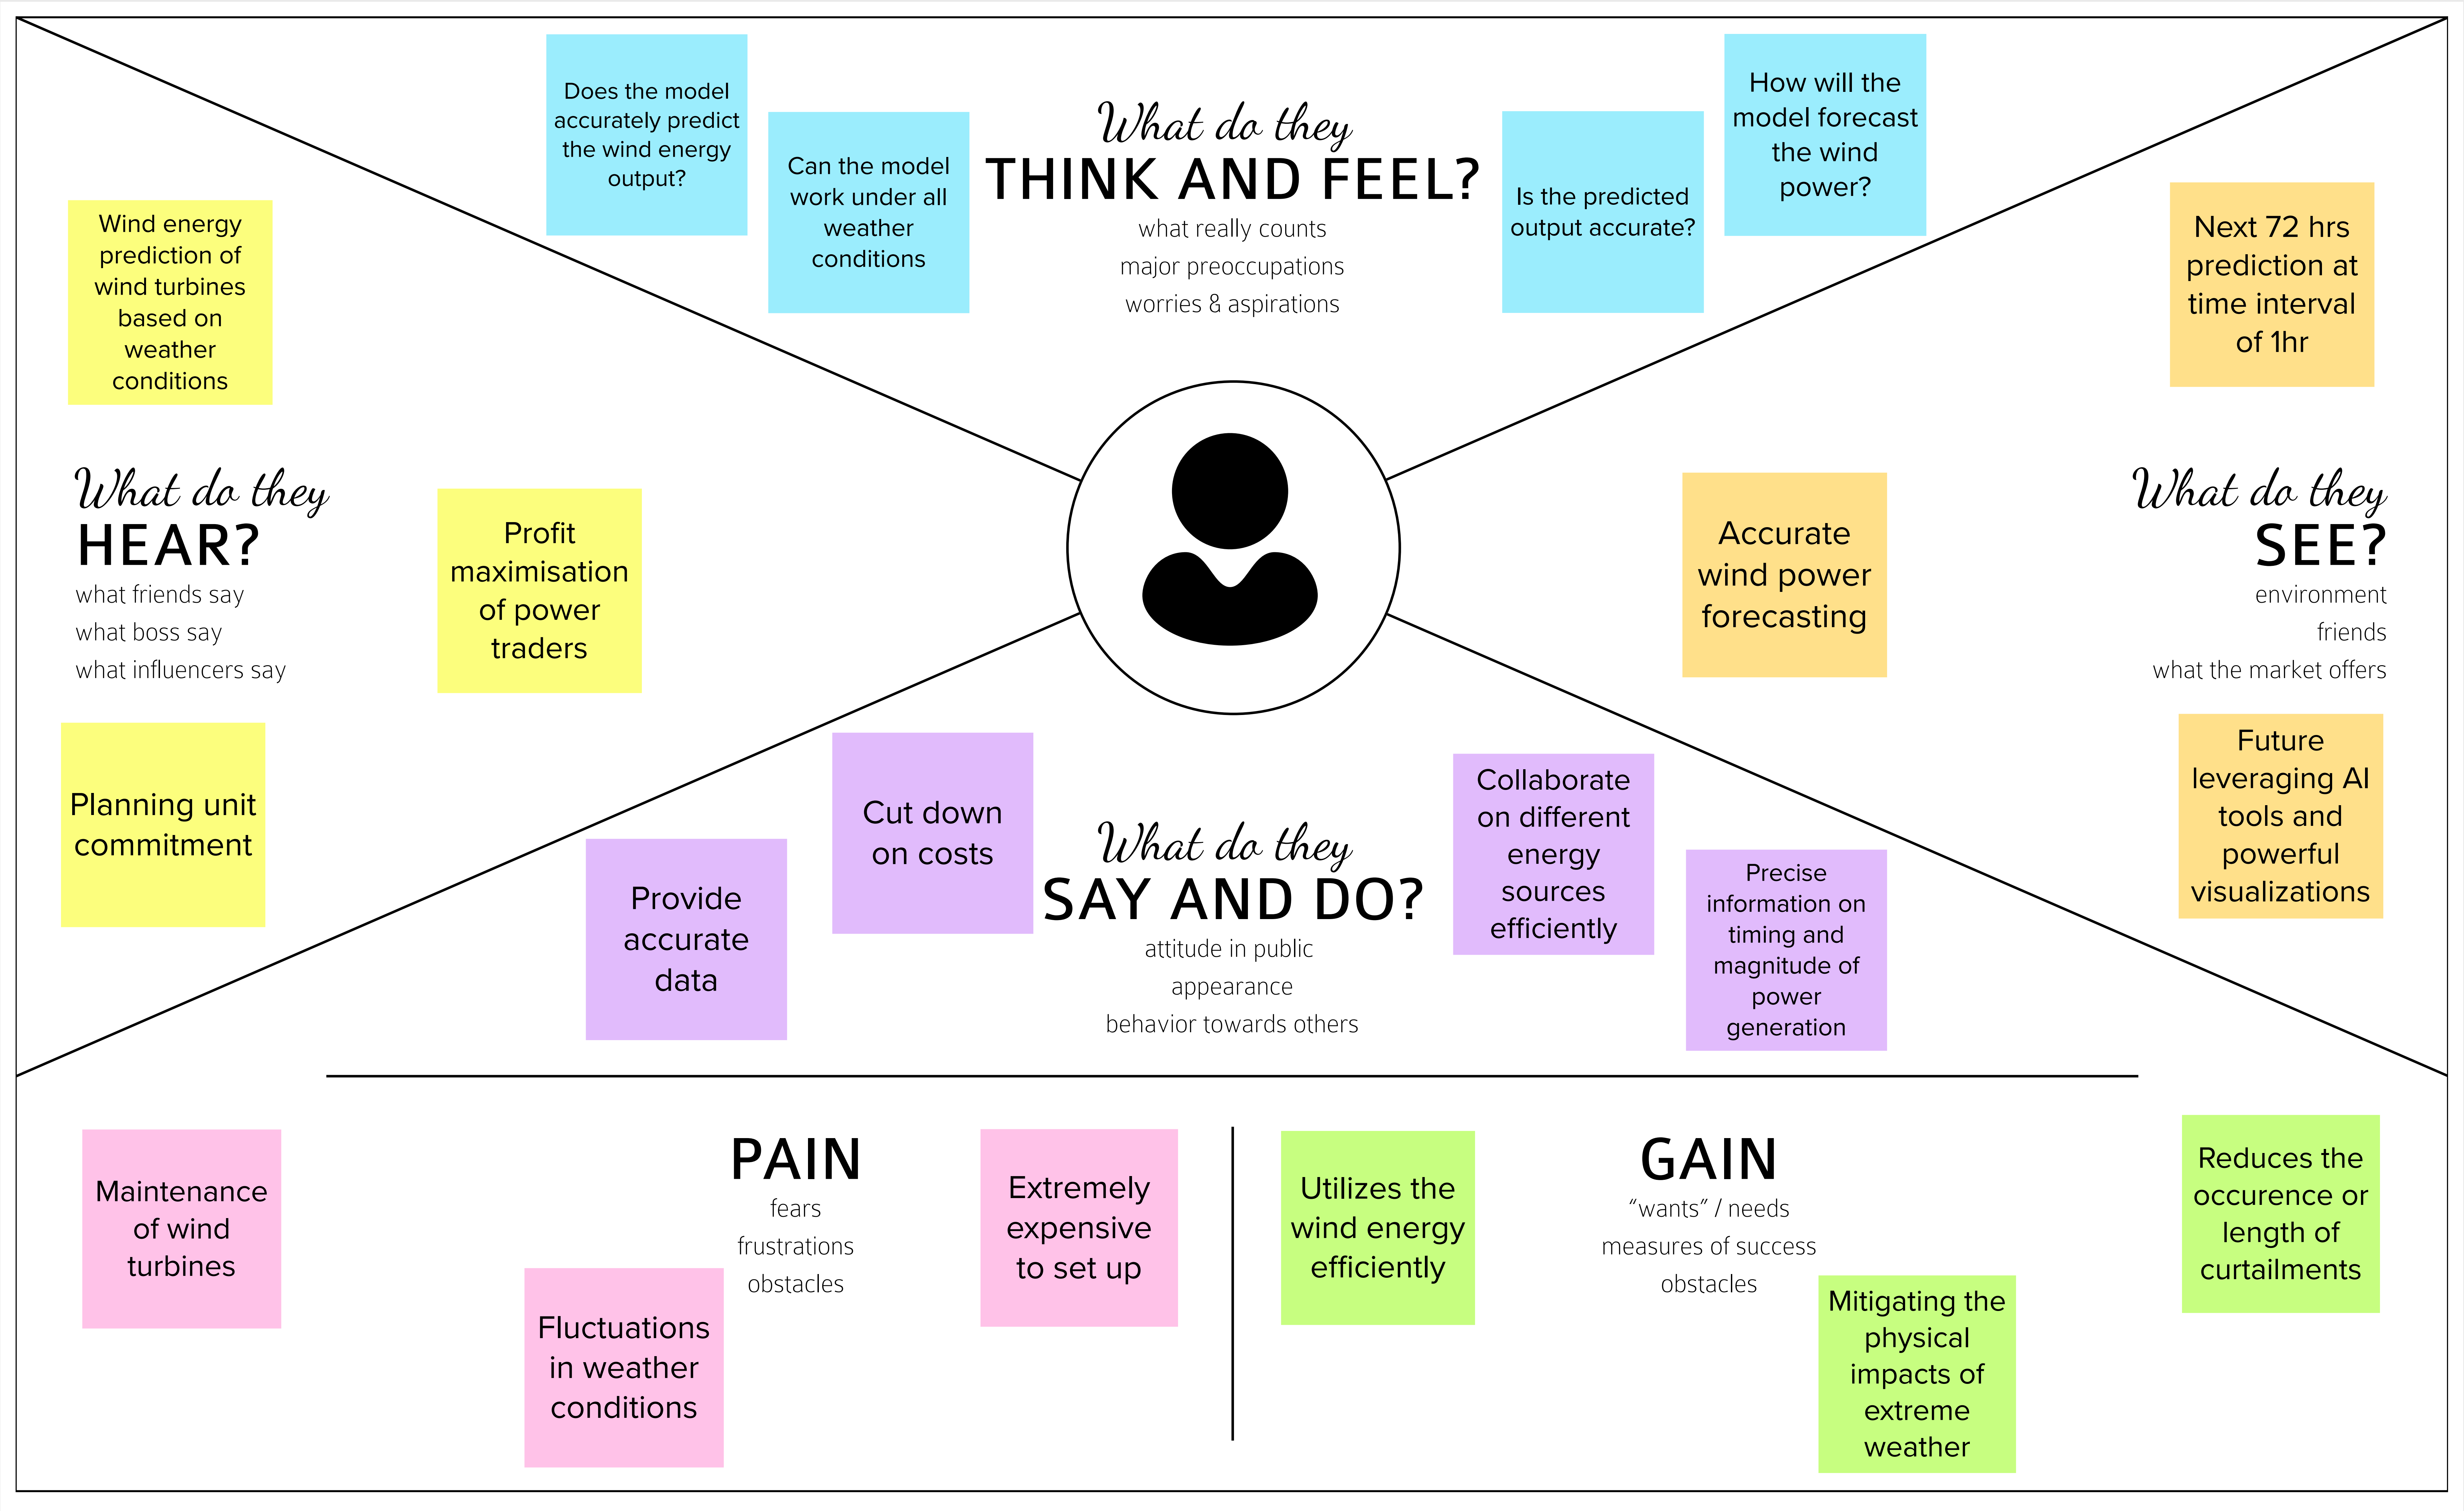 Does the model
accurately predict
the wind energy
output?
Can the model
work under all
weather
conditions
What do they
THINK AND FEEL?
what really counts
major preoccupations
worries & aspirations
Is the predicted
output accurate?
How will the
model forecast
the wind
power?
Wind energy
prediction of
wind turbines
based on
weather
conditions
What do they
HEAR?
what friends say
what boss say
what influencers say
Profit
maximisation
of power
traders
Planning unit
commitment
Next 72 hrs
prediction at
time interval
of 1hr
Accurate
wind power
forecasting
What do they
SEE?
environment
friends
what the market offers
Future
leveraging AI
tools and
powerful
visualizations
Provide
accurate
data
Cut down
on costs
What do they
SAY AND DO?
attitude in public
appearance
behavior towards others
Collaborate
on different
energy
sources
efficiently
Precise
information on
timing and
magnitude of
power
generation
Maintenance
of wind
turbines
Fluctuations
in weather
conditions
PAIN
fears
frustrations
obstacles
Extremely
expensive
to set up
Utilizes the
wind energy
efficiently
GAIN
“wants” / needs
measures of success
obstacles
Mitigating the
physical
impacts of
extreme
weather
Reduces the
occurence or
length of
curtailments